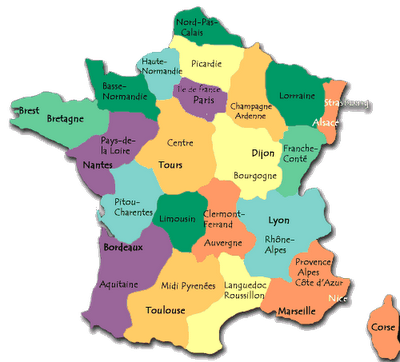 Nord-Pas-
Calais
Haute-
Normandie
Picardie
Basse-
Normandie
Ile de France
Paris
Champagne
Ardenne
Lorraine
Strasbourg
Alsace
Brest
Bretagne
Pays-de-
la Loire
Nantes
Centre
Tours
Dijon
Bourgogne
Franche-
Conté
Pitou-
Charentes
Limousin
Clermont-
Ferrand
Auvergne
Lyon
Rhône-
Alpes
Bordeaux
Aquitaine
Midi Pyrenées
Toulouse
Languedoc
Roussillon
Provence
Alpes
Côte d'Azur
Nice
Marseille
Corse